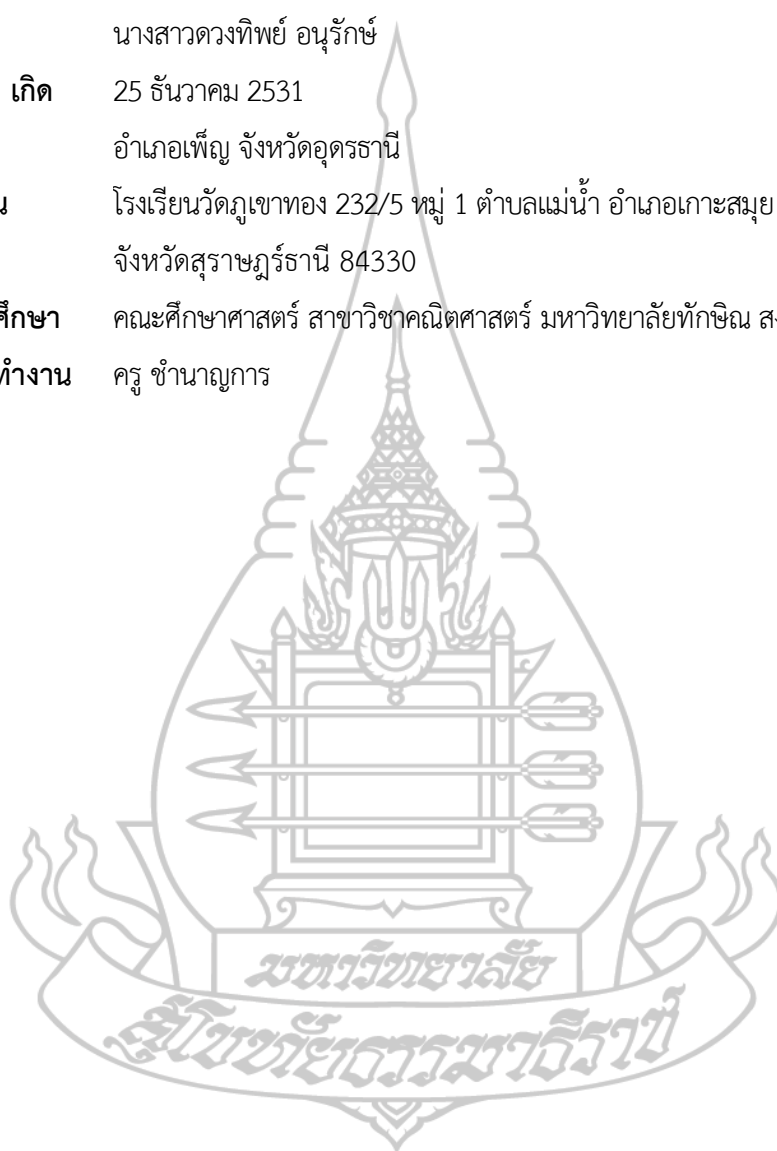 นางสาวดวงทิพย์ อนุรักษ์
เกิด 25 ธันวาคม 2531
อำเภอเพ็ญ จังหวัดอุดรธานี
โรงเรียนวัดภูเขาทอง 232/5 หมู่ 1 ตำบลแม่น้ำ อำเภอเกาะสมุย
จังหวัดสุราษฎร์ธานี 84330
ศึกษา คณะศึกษาศาสตร์ สาขาวิชาคณิตศาสตร์ มหาวิทยาลัยทักษิณ
ทำงาน ครู ชำนาญการ
มหาวิทยาลัย
สุโขทัยธรรมาธิราช